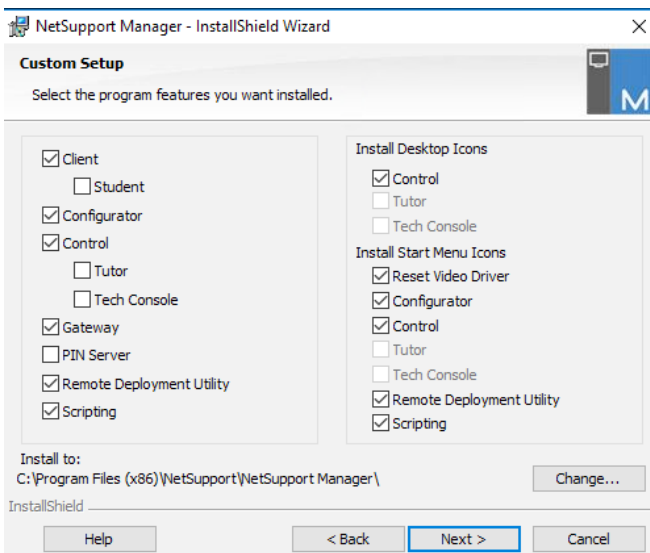 NetSupport Manager - InstallShield Wizard
Custom Setup
Select the program features you want installed.
M
Client
Student
Configurator
Control
Tutor
Tech Console
Gateway
PIN Server
Remote Deployment Utility
Scripting
Install Desktop Icons
Control
Tutor
Tech Console
Install Start Menu Icons
Reset Video Driver
Configurator
Control
Tutor
Tech Console
Remote Deployment Utility
Scripting
Install to:
C:\Program Files (x86)\NetSupport\NetSupport Manager\
Change...
InstallShield
Help
< Back
Next >
Cancel